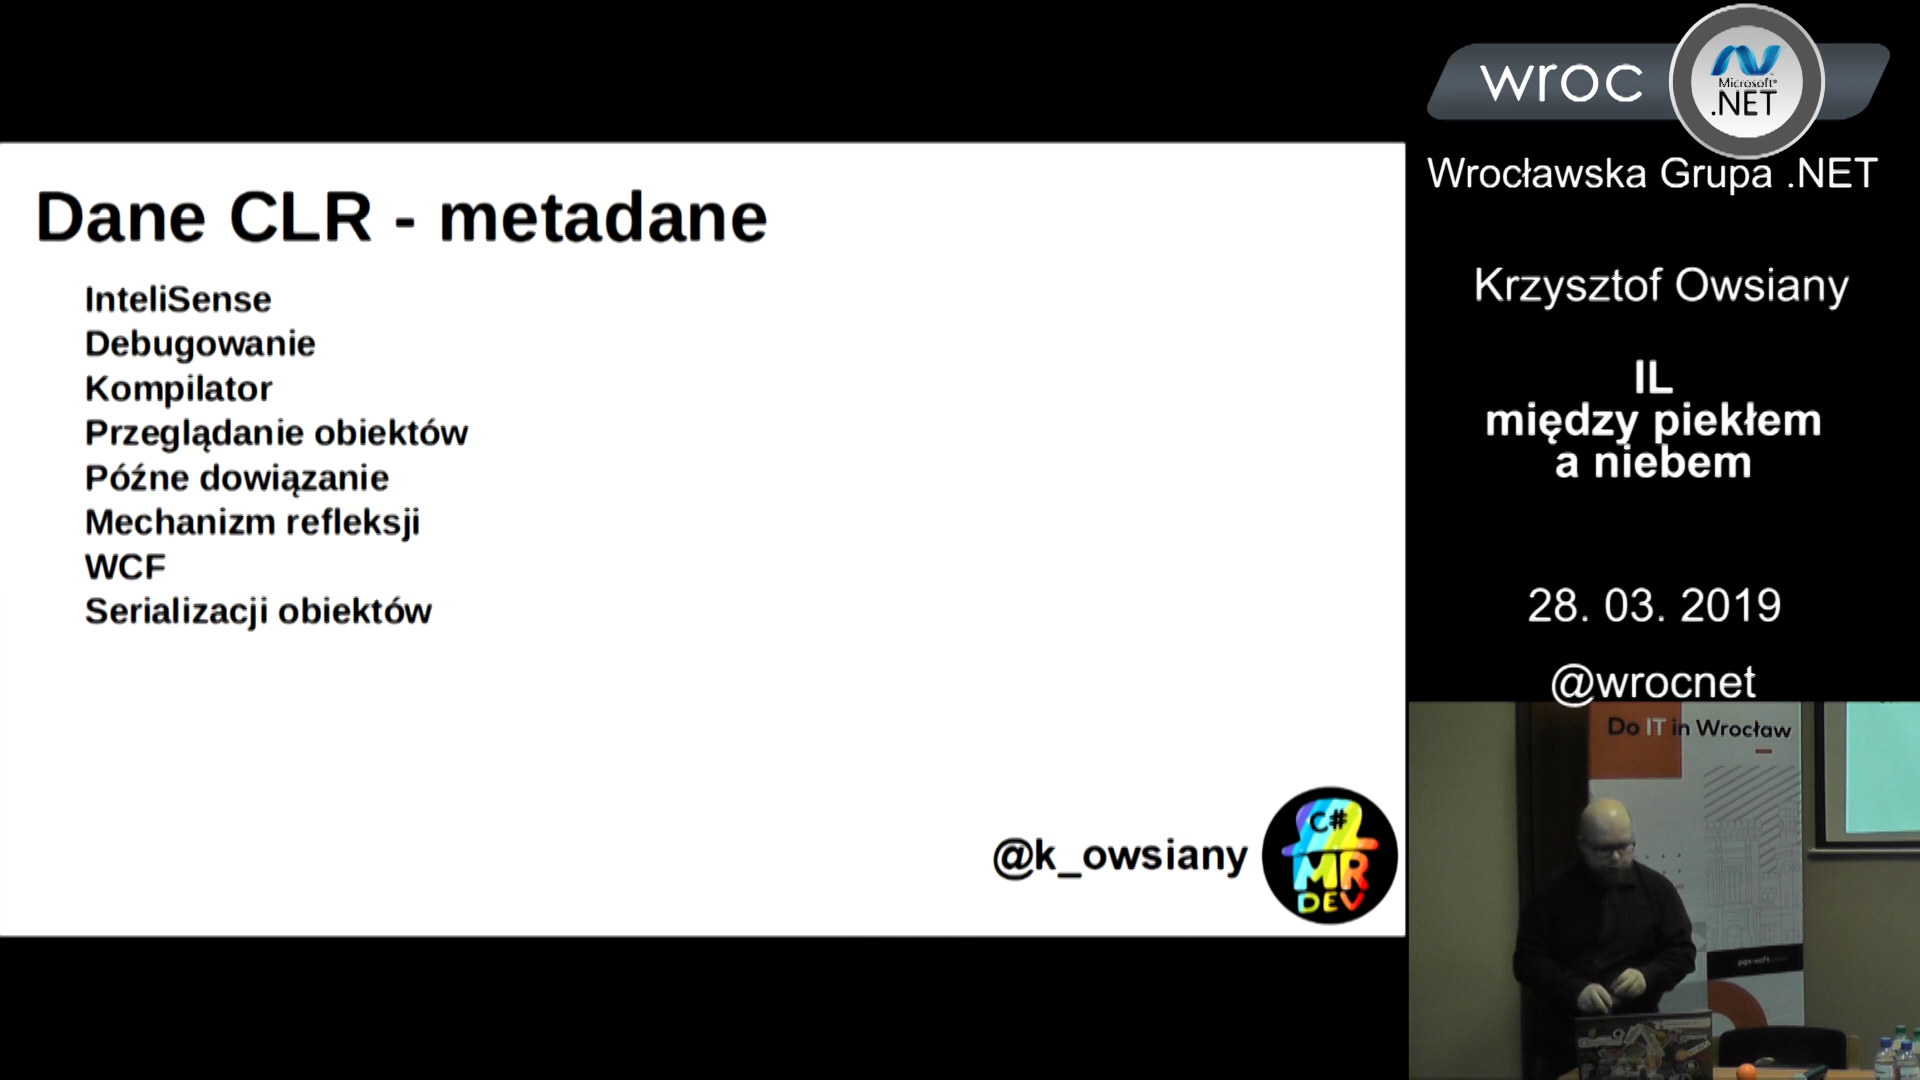 Dane CLR - metadane
InteliSense
Debugowanie
Kompilator
Przeglądanie obiektów
Późne dowiązanie
Mechanizm refleksji
WCF
Serializacji obiektów
@k_owsiany
C#
MR
DEV
wroc
Microsoft
.NET
Wrocławska Grupa .NET
Krzysztof Owsiany
IL
między piekłem
a niebem
28. 03. 2019
@wrocnet
Do IT in Wrocław